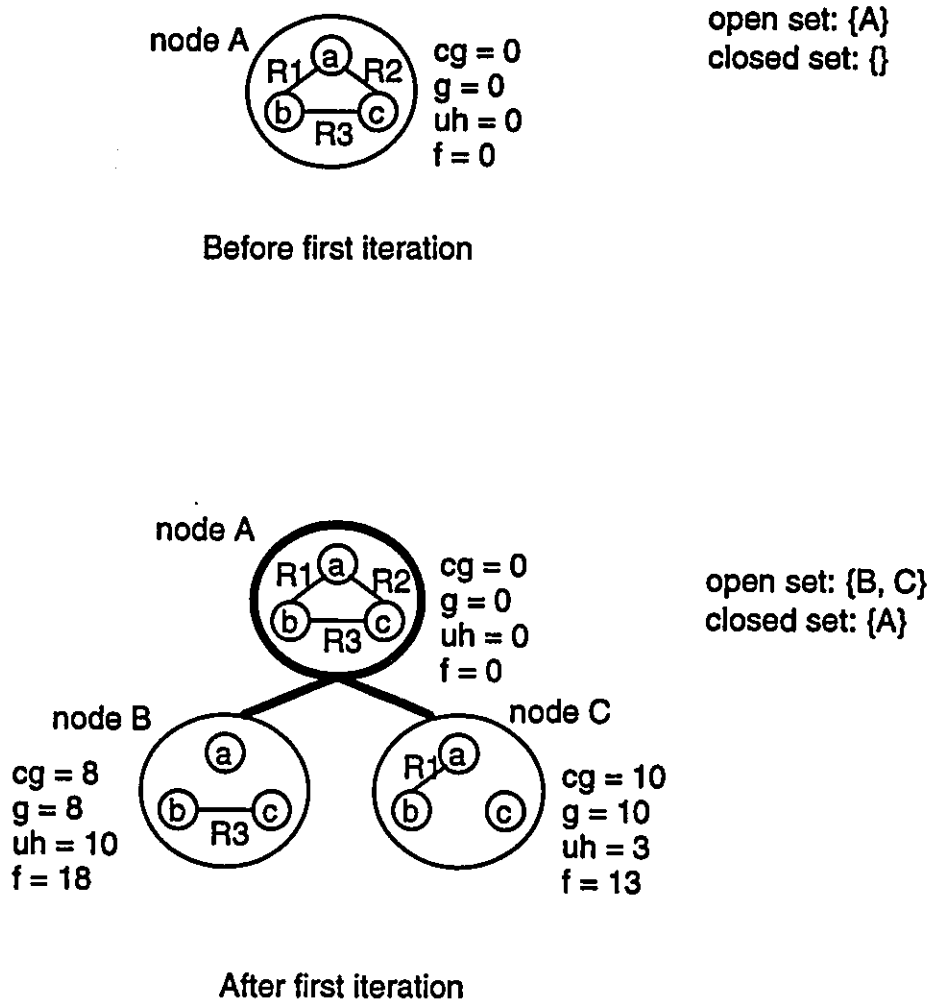 node A
a
R1 R2
b c
R3
cg = 0
g = 0
uh = 0
f = 0
open set: {A}
closed set: {}
Before first iteration
node A
a
R1 R2
b c
R3
cg = 0
g = 0
uh = 0
f = 0
open set: {B, C}
closed set: {A}
node B
a
b c
R3
cg = 8
g = 8
uh = 10
f = 18
node C
a
R1
b c
cg = 10
g = 10
uh = 3
f = 13
After first iteration